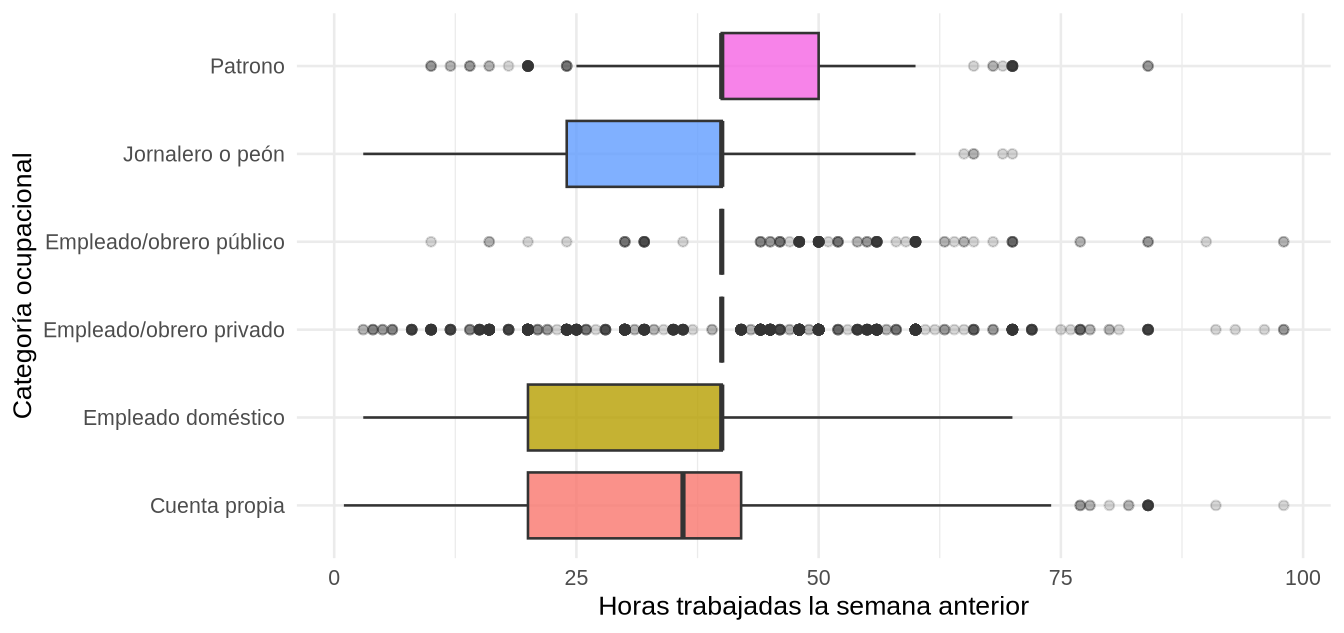 Categoría ocupacional
Patrono
Jornalero o peón
Empleado/obrero público
Empleado/obrero privado
Empleado doméstico
Cuenta propia
0 25 50 75 100
Horas trabajadas la semana anterior